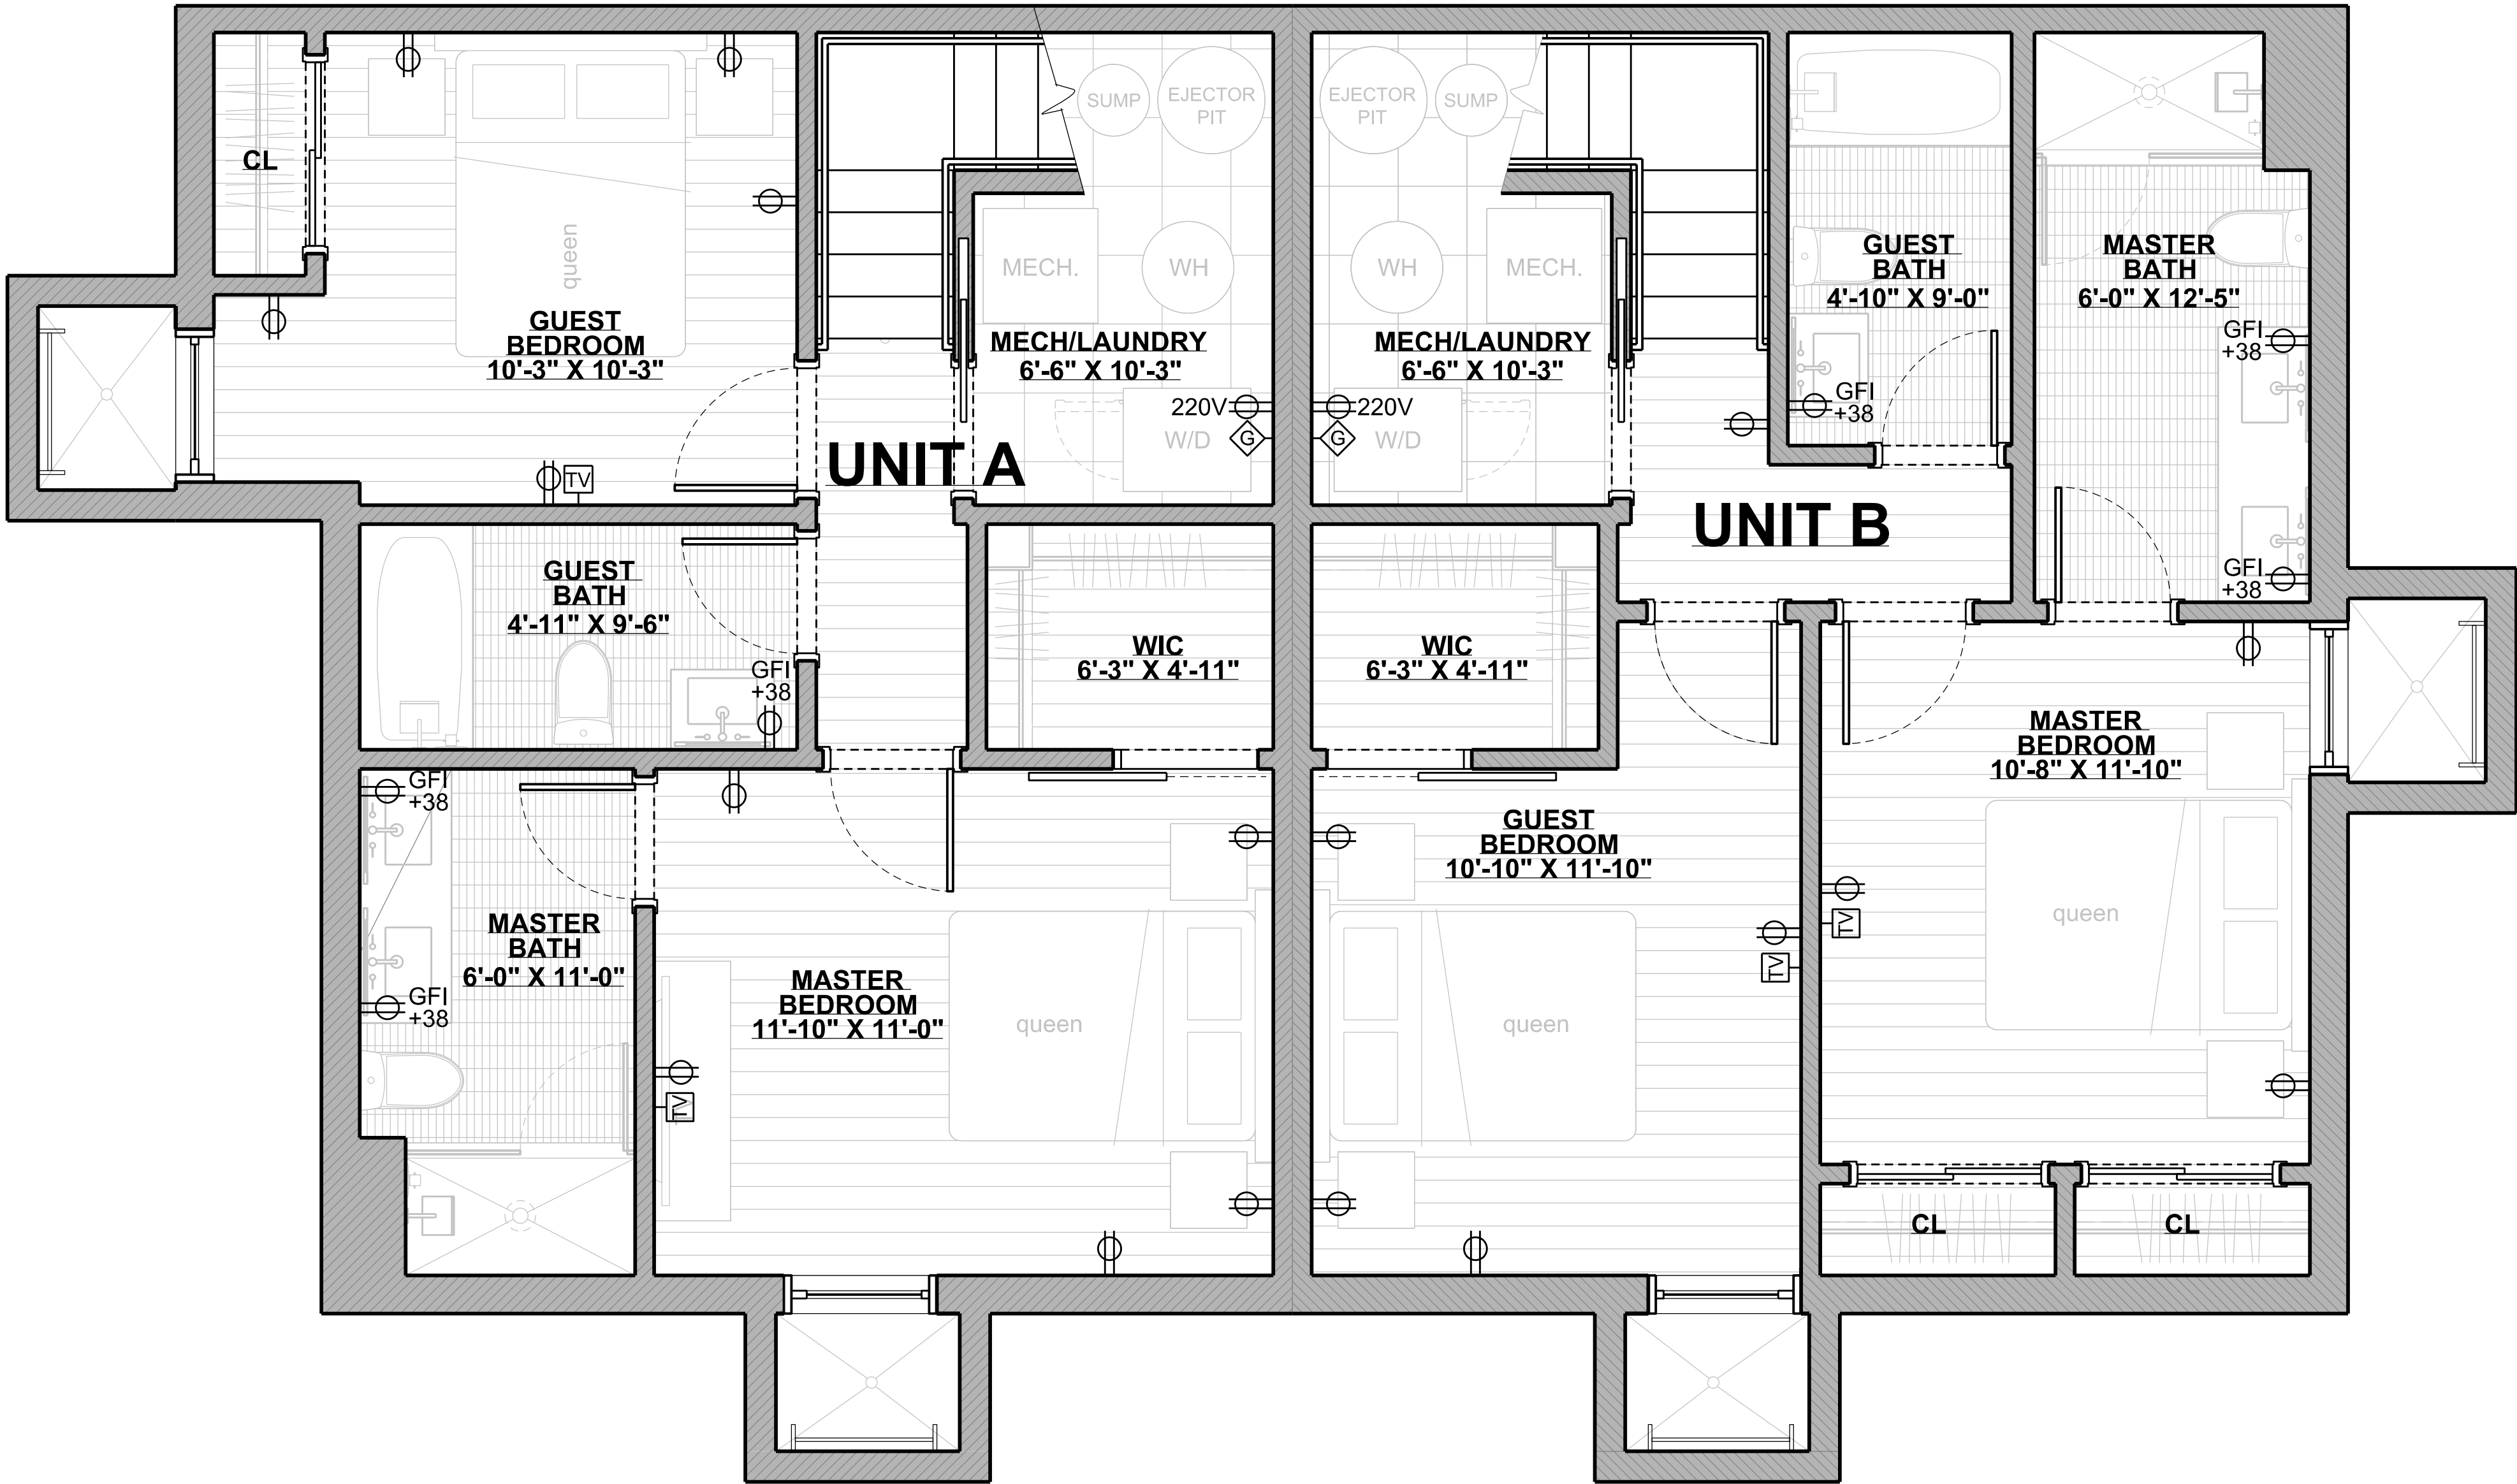 SUMP
EJECTOR
PIT
EJECTOR
PIT
SUMP
CL
queen
GUEST
BEDROOM
10'-3" X 10'-3"
MECH.
WH
MECH/LAUNDRY
6'-6" X 10'-3"
220V
G
W/D
WH
MECH.
MECH/LAUNDRY
6'-6" X 10'-3"
220V
G
W/D
GUEST
BATH
4'-10" X 9'-0"
GFI
+38
MASTER
BATH
6'-0" X 12'-5"
GFI
+38
GFI
+38
TV
UNIT A
UNIT B
GUEST
BATH
4'-11" X 9'-6"
GFI
+38
WIC
6'-3" X 4'-11"
WIC
6'-3" X 4'-11"
MASTER
BEDROOM
10'-8" X 11'-10"
queen
TV
GFI
+38
MASTER
BATH
6'-0" X 11'-0"
GFI
+38
MASTER
BEDROOM
11'-10" X 11'-0"
queen
TV
GUEST
BEDROOM
10'-10" X 11'-10"
queen
TV
CL
CL